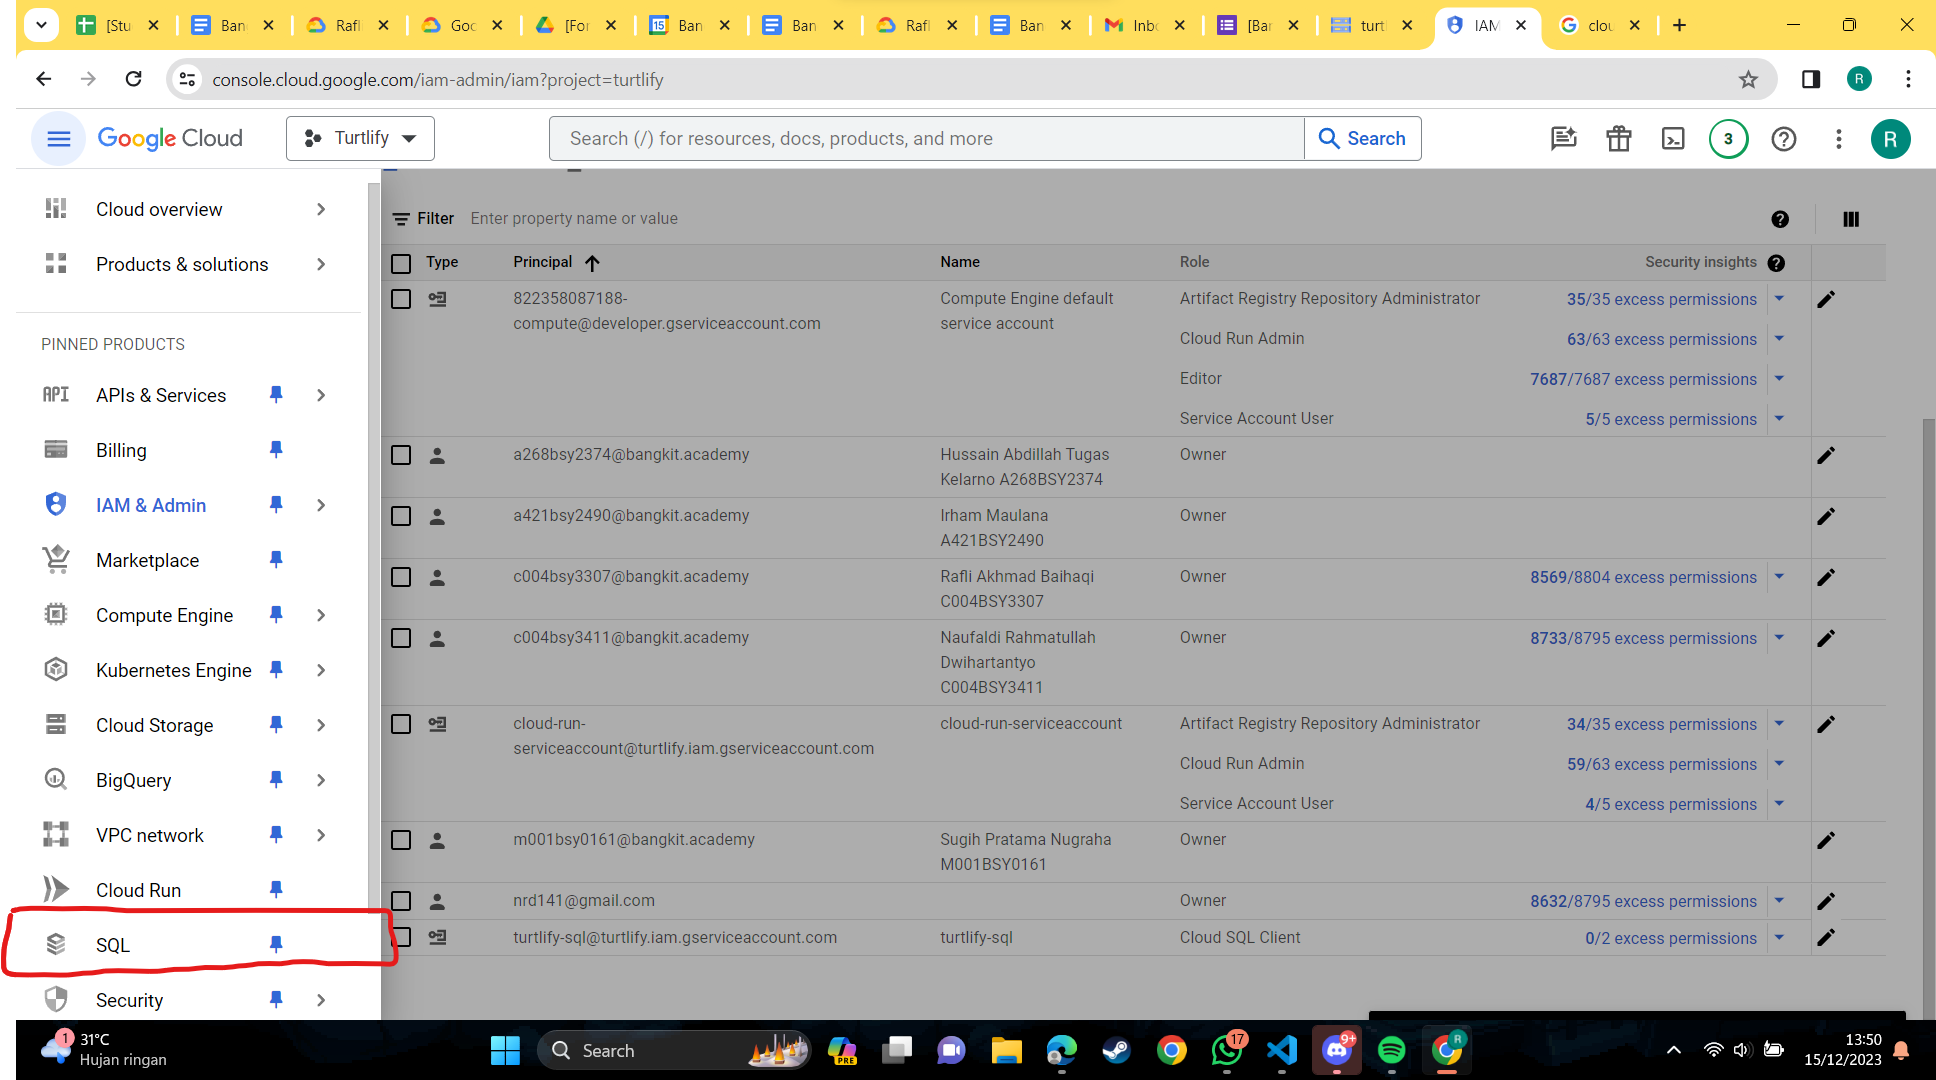 [Stu
Ban
Rafl
Goo
[For
15
Ban
Ban
Rafl
Ban
Inbo
[Ban
turtl
IAM
clou
console.cloud.google.com/iam-admin/iam?project=turtlify
R
Google Cloud
Turtlify
Search (/) for resources, docs, products, and more
Search
3
R
Cloud overview
Products & solutions
PINNED PRODUCTS
API
APIs & Services
Billing
IAM & Admin
Marketplace
Compute Engine
Kubernetes Engine
Cloud Storage
BigQuery
VPC network
Cloud Run
SQL
Security
Filter Enter property name or value
Type Principal Name Role Security insights
822358087188-
compute@developer.gserviceaccount.com
Compute Engine default
service account
Artifact Registry Repository Administrator 35/35 excess permissions
Cloud Run Admin 63/63 excess permissions
Editor 7687/7687 excess permissions
Service Account User 5/5 excess permissions
a268bsy2374@bangkit.academy
Hussain Abdillah Tugas
Kelarno A268BSY2374
Owner
a421bsy2490@bangkit.academy
Irham Maulana
A421BSY2490
Owner
c004bsy3307@bangkit.academy
Rafli Akhmad Baihaqi
C004BSY3307
Owner 8569/8804 excess permissions
c004bsy3411@bangkit.academy
Naufaldi Rahmatullah
Dwihartantyo
C004BSY3411
Owner 8733/8795 excess permissions
cloud-run-
serviceaccount@turtlify.iam.gserviceaccount.com
cloud-run-serviceaccount
Artifact Registry Repository Administrator 34/35 excess permissions
Cloud Run Admin 59/63 excess permissions
Service Account User 4/5 excess permissions
m001bsy0161@bangkit.academy
Sugih Pratama Nugraha
M001BSY0161
Owner
nrd141@gmail.com Owner 8632/8795 excess permissions
turtlify-sql@turtlify.iam.gserviceaccount.com turtlify-sql Cloud SQL Client 0/2 excess permissions
1
31°C
Hujan ringan
Search
PRE
17
9+
R
13:50
15/12/2023